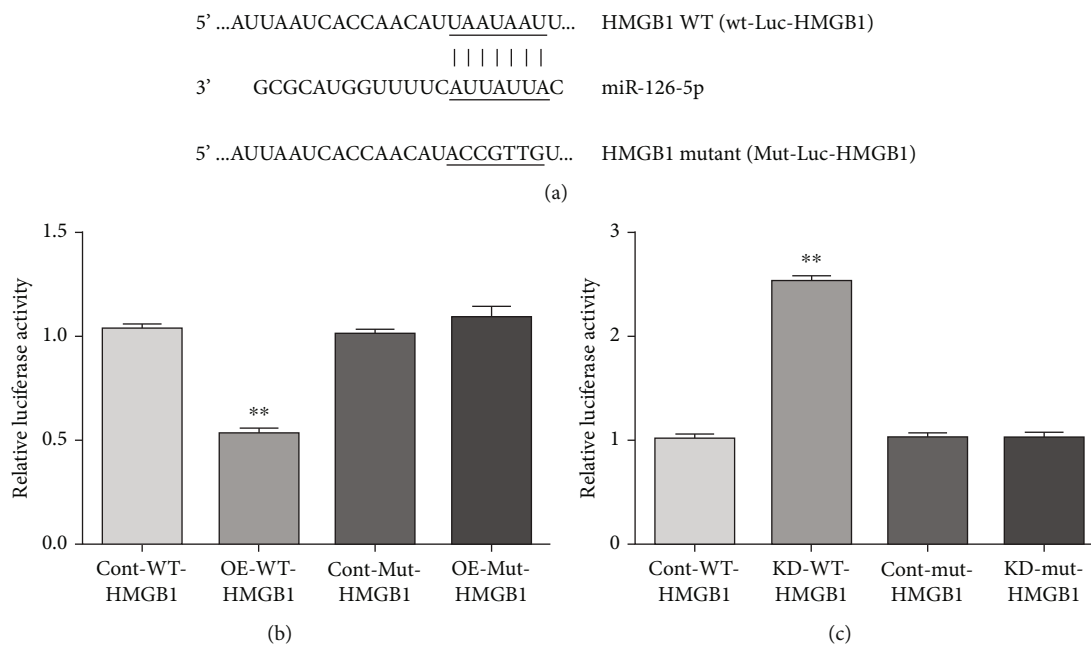 5’ ...AUUAAUCACCAACAUUAAUAAUU... HMGB1 WT (wt-Luc-HMGB1)
3’ GCGCAUGGUUUUCAUUAUUAC miR-126-5p
5’ ...AUUAAUCACCAACAUACCGTTGU... HMGB1 mutant (Mut-Luc-HMGB1)
(a)
Relative luciferase activity
1.5
1.0
0.5
0.0
**
Cont-WT-
HMGB1
OE-WT-
HMGB1
Cont-Mut-
HMGB1
OE-Mut-
HMGB1
(b)
Relative luciferase activity
3
2
1
0
**
Cont-WT-
HMGB1
KD-WT-
HMGB1
Cont-mut-
HMGB1
KD-mut-
HMGB1
(c)